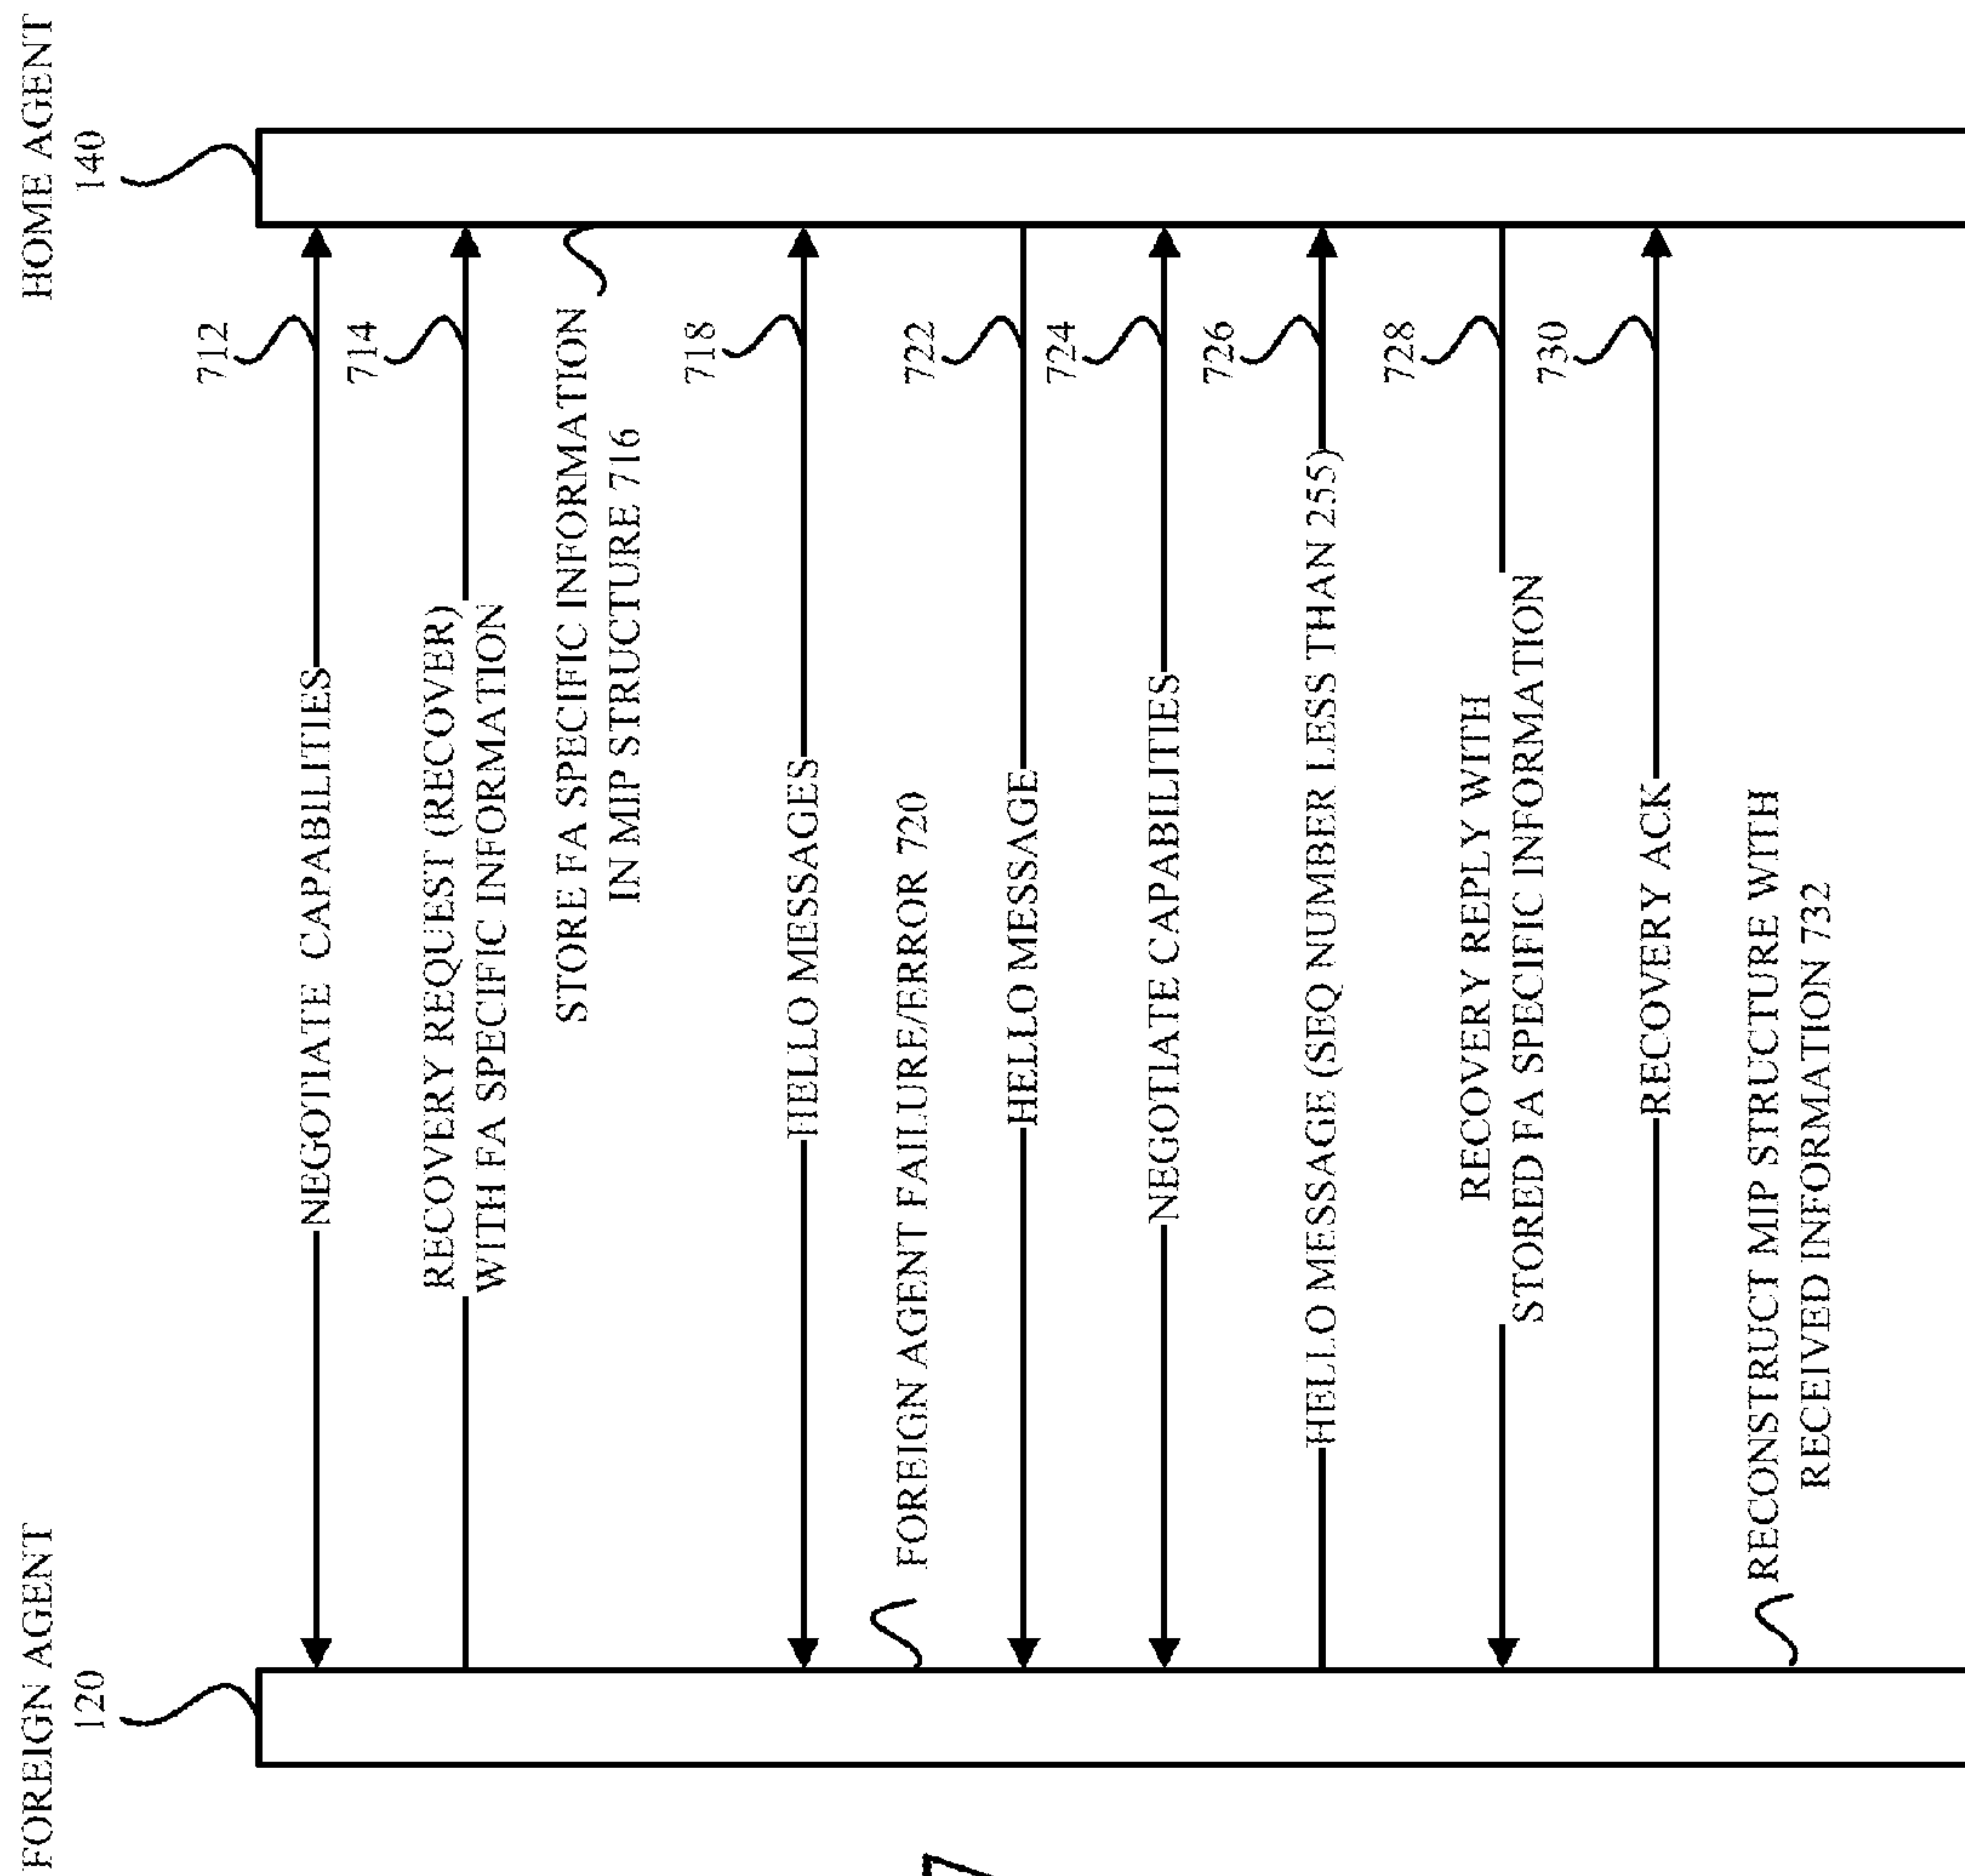 FOREIGN AGENT
120
HOME AGENT
140
712
NEGOTIATE CAPABILITIES
714
RECOVERY REQUEST (RECOVER)
WITH FA SPECIFIC INFORMATION
STORE FA SPECIFIC INFORMATION
IN MIP STRUCTURE 716
718
HELLO MESSAGES
FOREIGN AGENT FAILURE/ERROR 720
722
HELLO MESSAGE
724
NEGOTIATE CAPABILITIES
726
HELLO MESSAGE (SEQ NUMBER LESS THAN 255)
728
RECOVERY REPLY WITH
STORED FA SPECIFIC INFORMATION
730
RECOVERY ACK
RECONSTRUCT MIP STRUCTURE WITH
RECEIVED INFORMATION 732